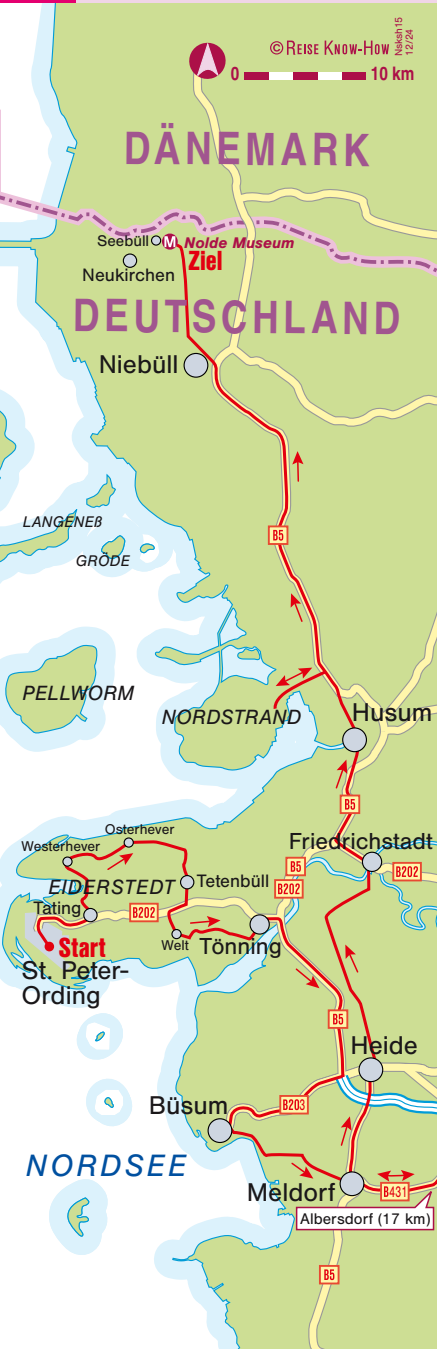 © REISE KNOW-HOW
Nsksh15
12/24
0 10 km
DÄNEMARK
Seebüll
M
Nolde Museum
Ziel
Neukirchen
DEUTSCHLAND
Niebüll
LANGENEß
B5
GRÖDE
PELLWORM
NORDSTRAND
Husum
B5
Osterhever
Westerhever
Friedrichstadt
B5
B202
B202
EIDERSTEDT
Tetenbüll
Tating
B202
Start
Welt
Tönning
St. Peter-
Ording
B5
Heide
Büsum
B203
NORDSEE
Meldorf
B431
Albersdorf (17 km)
B5